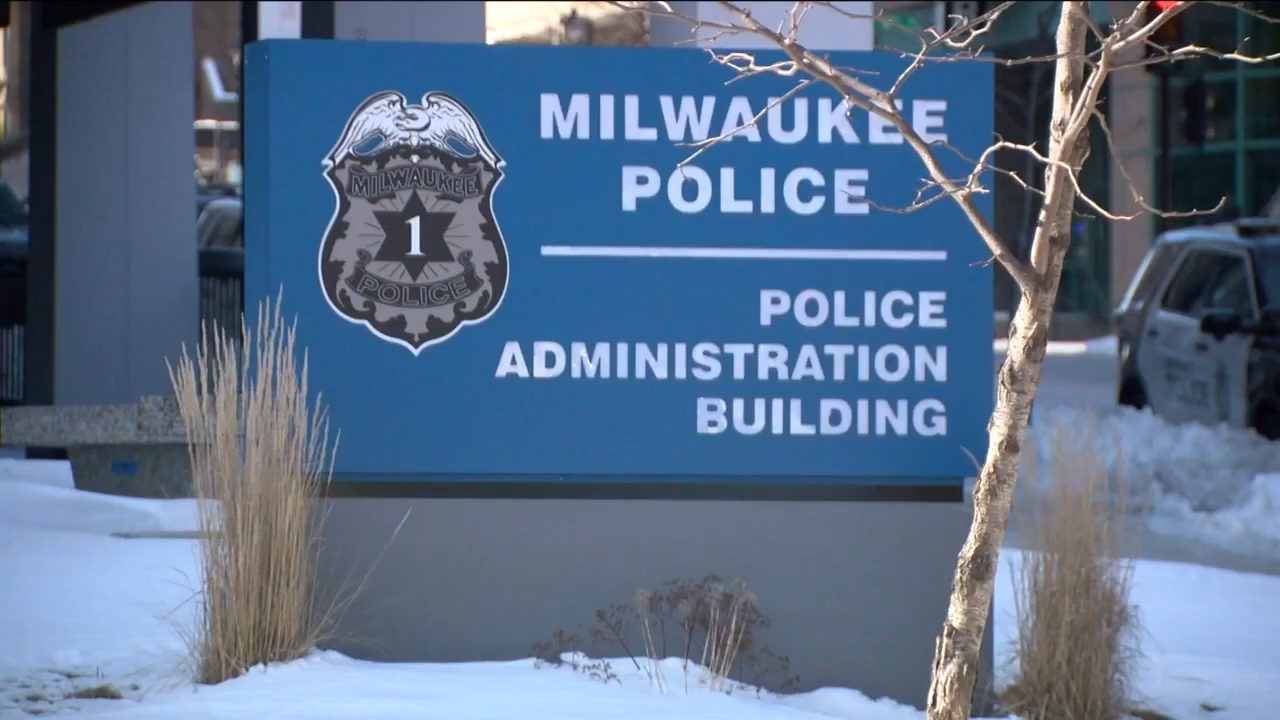 MILWAUKEE
1
POLICE
MILWAUKEE
POLICE
POLICE
ADMINISTRATION
BUILDING